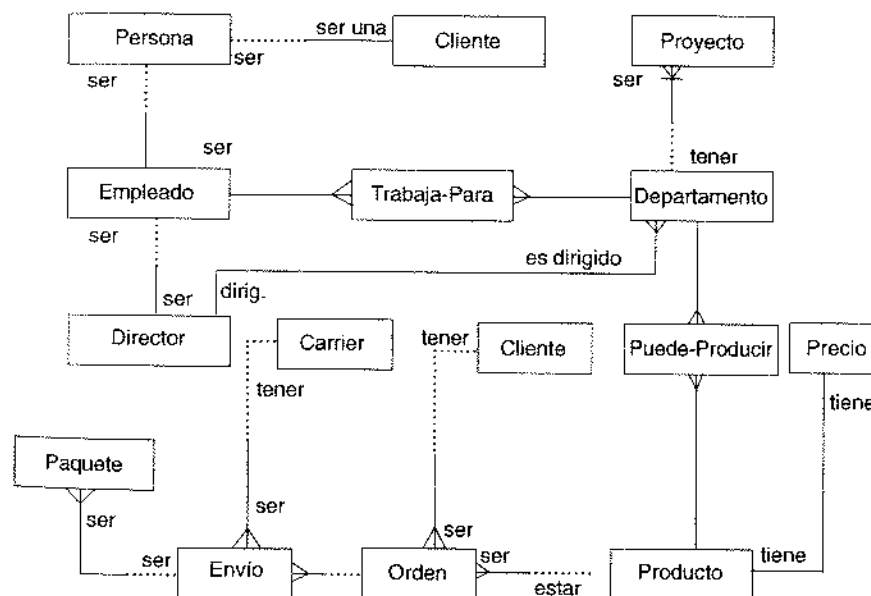 Persona
ser una
Cliente
Proyecto
ser
ser
ser
ser
tener
Empleado
Trabaja-Para
Departamento
ser
es dirigido
ser
dirig.
Director
Carrier
tener
Cliente
Puede-Producir
Precio
tener
tiene
Paquete
ser
ser
ser
ser
ser
tiene
Envío
Orden
estar
Producto